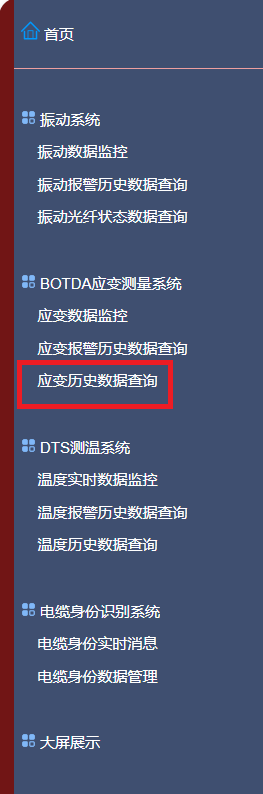 首页
振动系统
振动数据监控
振动报警历史数据查询
振动光纤状态数据查询
BOTDA应变测量系统
应变数据监控
应变报警历史数据查询
应变历史数据查询
DTS测温系统
温度实时数据监控
温度报警历史数据查询
温度历史数据查询
电缆身份识别系统
电缆身份实时消息
电缆身份数据管理
大屏展示